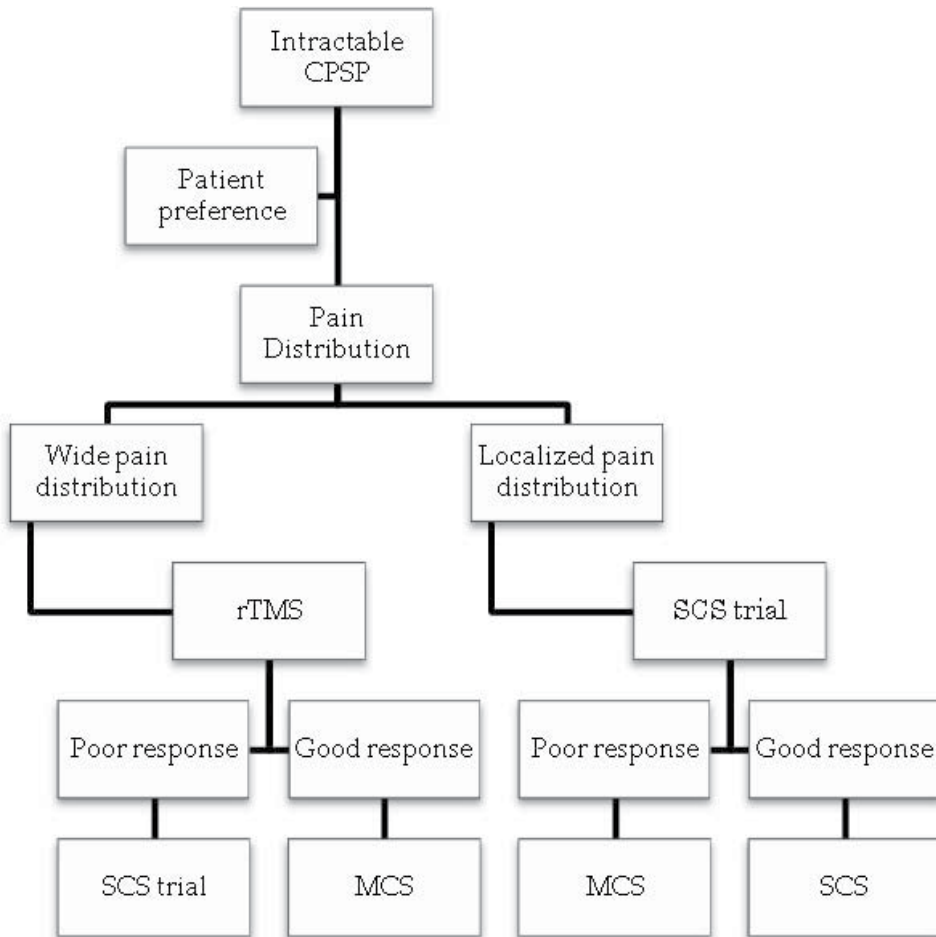 Intractable
CPSP
Patient
preference
Pain
Distribution
Wide pain
distribution
Localized pain
distribution
rTMS
SCS trial
Poor response
Good response
Poor response
Good response
SCS trial
MCS
MCS
SCS